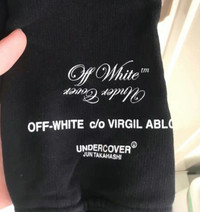 Off White™
Under Cover
OFF-WHITE c/o VIRGIL ABLO
UNDERCOVER
JUN TAKAHASHI